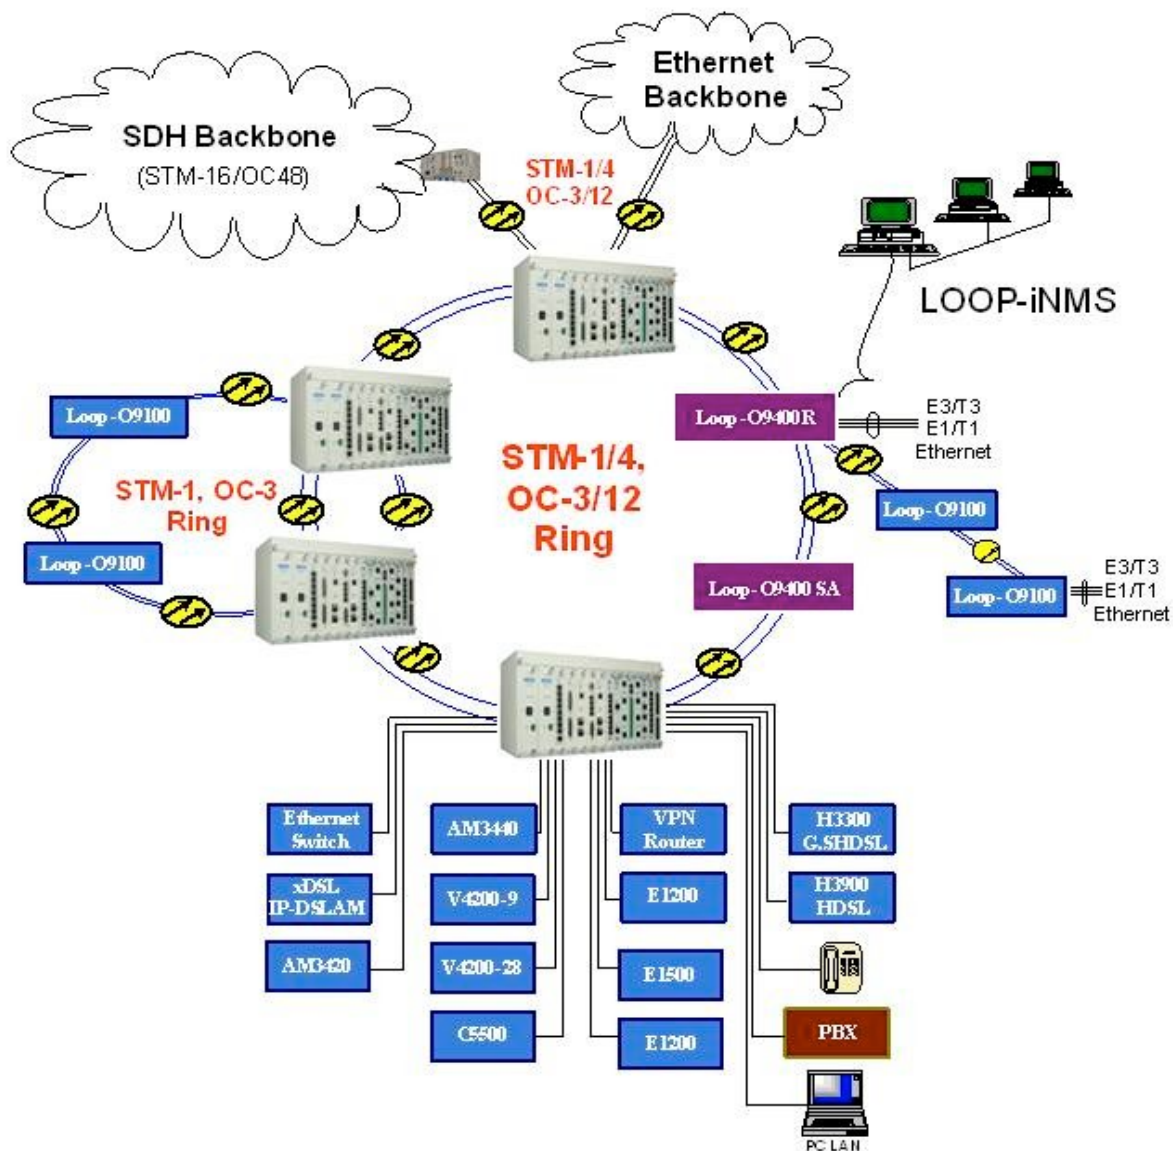 Ethernet
Backbone
SDH Backbone
(STM-16/OC48)
STM-1/4
OC-3/12
LOOP-iNMS
Loop-O9100
Loop-O9400R
E3/T3
E1/T1
Ethernet
STM-1/4,
OC-3/12
Ring
STM-1, OC-3
Ring
Loop-O9100
Loop-O9100
Loop-O9400 SA
Loop-O9100
E3/T3
E1/T1
Ethernet
Ethernet
Switch
AM3440
VPN
Router
H3300
G.SHDSL
xDSL
IP-DSLAM
V4200-9
E1200
H3900
HDSL
AM3420
V4200-28
E1500
C5500
E1200
PBX
PC LAN